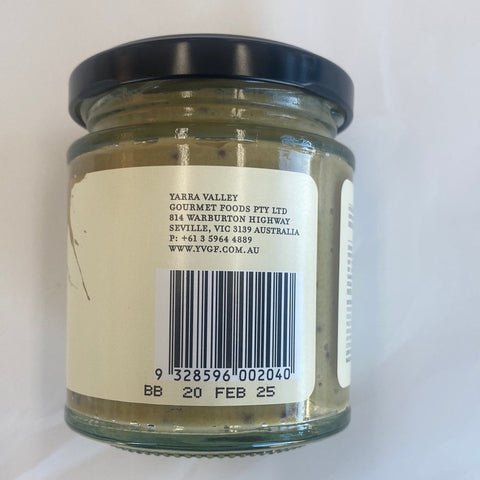 YARRA VALLEY
GOURMET FOODS PTY LTD
814 WARBURTON HIGHWAY
SEVILLE, VIC 3139 AUSTRALIA
P: +61 3 5964 4889
WWW.YVGF.COM.AU
9 328596 002040
BB 20 FEB 25